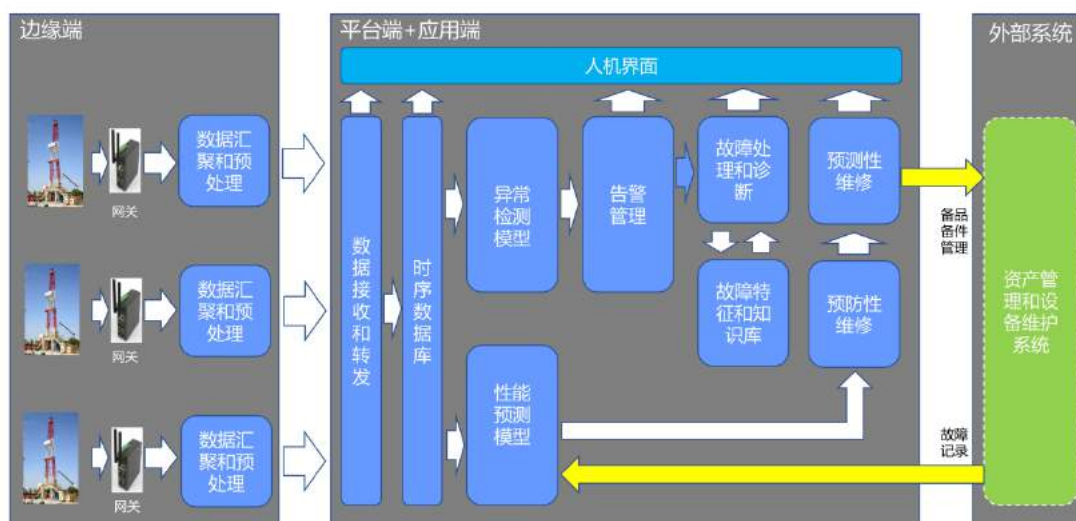 边缘端
数据汇
聚和预
处理
网关
数据汇
聚和预
处理
网关
数据汇
聚和预
处理
网关
平台端+应用端
人机界面
数据接收和转发
时序数据库
异常
检测
模型
告警
管理
故障处
理和诊
断
预测性
维修
故障特
征和知
识库
预防性
维修
性能
预测
模型
备品
备件
管理
故障
记录
外部系统
资产管
理和设
备维护
系统